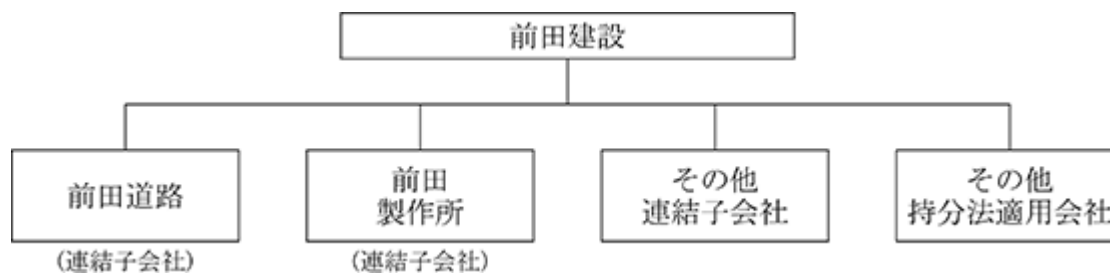 前田建設
前田道路
(連結子会社)
前田
製作所
(連結子会社)
その他
連結子会社
その他
持分法適用会社